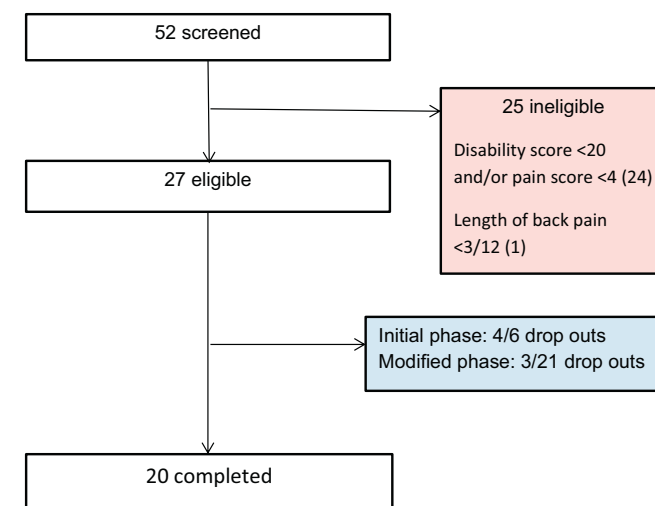 52 screened
25 ineligible
Disability score <20
and/or pain score <4 (24)
Length of back pain
<3/12 (1)
27 eligible
Initial phase: 4/6 drop outs
Modified phase: 3/21 drop outs
20 completed